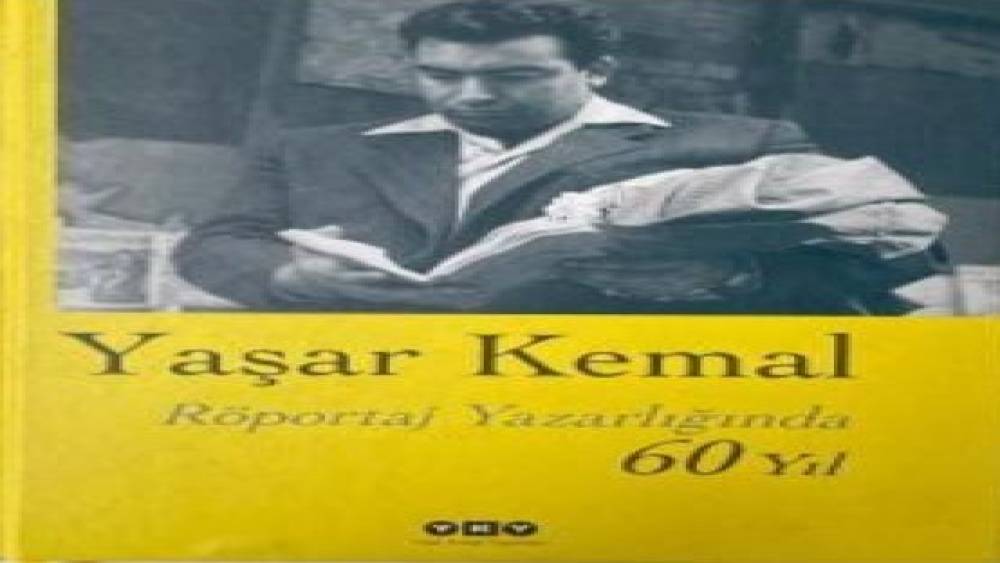 Yaşar Kemal
Röportaj Yazarlığında
60 Yıl
YKY